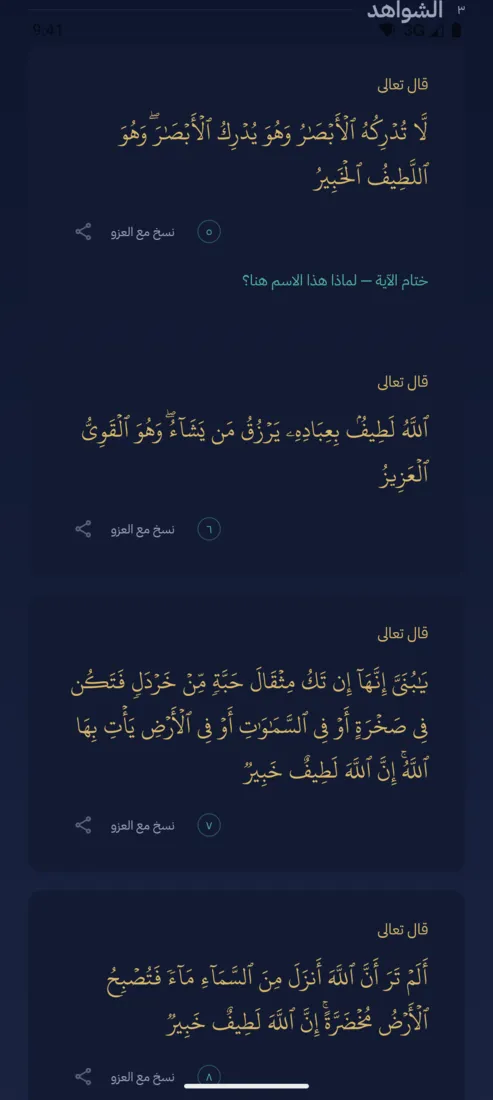 ٣ الشواهد
9:41 3G
قال تعالى
لَّا تُدْرِكُهُ ٱلْأَبْصَـٰرُ وَهُوَ يُدْرِكُ ٱلْأَبْصَـٰرَ ۖ وَهُوَ
ٱللَّطِيفُ ٱلْخَبِيرُ
٥ نسخ مع العزو
ختام الآية — لماذا هذا الاسم هنا؟
قال تعالى
ٱللَّهُ لَطِيفٌۢ بِعِبَادِهِۦ يَرْزُقُ مَن يَشَآءُ ۖ وَهُوَ ٱلْقَوِىُّ
ٱلْعَزِيزُ
٦ نسخ مع العزو
قال تعالى
يَـٰبُنَىَّ إِنَّهَآ إِن تَكُ مِثْقَالَ حَبَّةٍ مِّنْ خَرْدَلٍ فَتَكُن
فِى صَخْرَةٍ أَوْ فِى ٱلسَّمَـٰوَٰتِ أَوْ فِى ٱلْأَرْضِ يَأْتِ بِهَا
ٱللَّهُ ۚ إِنَّ ٱللَّهَ لَطِيفٌ خَبِيرٌ
٧ نسخ مع العزو
قال تعالى
أَلَمْ تَرَ أَنَّ ٱللَّهَ أَنزَلَ مِنَ ٱلسَّمَآءِ مَآءً فَتُصْبِحُ
ٱلْأَرْضُ مُخْضَرَّةً ۗ إِنَّ ٱللَّهَ لَطِيفٌ خَبِيرٌ
٨ نسخ مع العزو